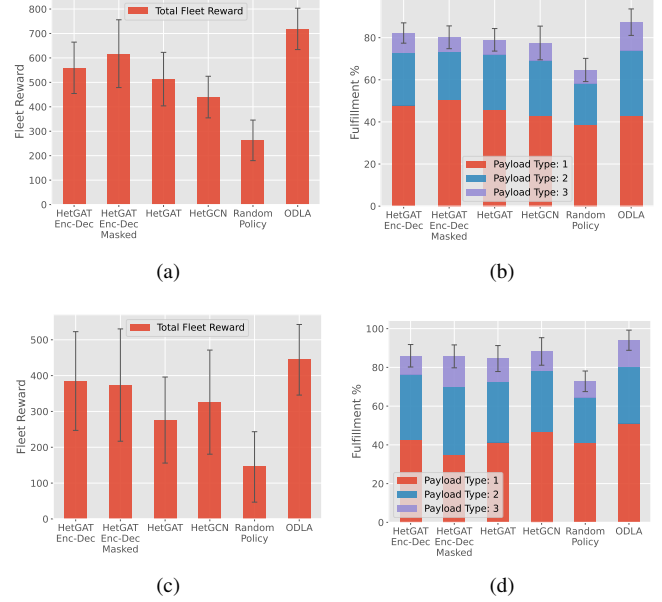 Total Fleet Reward
Fleet Reward
800
700
600
500
400
300
200
100
0
HetGAT
Enc-Dec
HetGAT
Enc-Dec
Masked
HetGAT
HetGCN
Random
Policy
ODLA
(a)
Fulfillment %
80
60
40
20
0
Payload Type: 1
Payload Type: 2
Payload Type: 3
HetGAT
Enc-Dec
HetGAT
Enc-Dec
Masked
HetGAT
HetGCN
Random
Policy
ODLA
(b)
Total Fleet Reward
Fleet Reward
500
400
300
200
100
0
HetGAT
Enc-Dec
HetGAT
Enc-Dec
Masked
HetGAT
HetGCN
Random
Policy
ODLA
(c)
Fulfillment %
100
80
60
40
20
0
Payload Type: 1
Payload Type: 2
Payload Type: 3
HetGAT
Enc-Dec
HetGAT
Enc-Dec
Masked
HetGAT
HetGCN
Random
Policy
ODLA
(d)